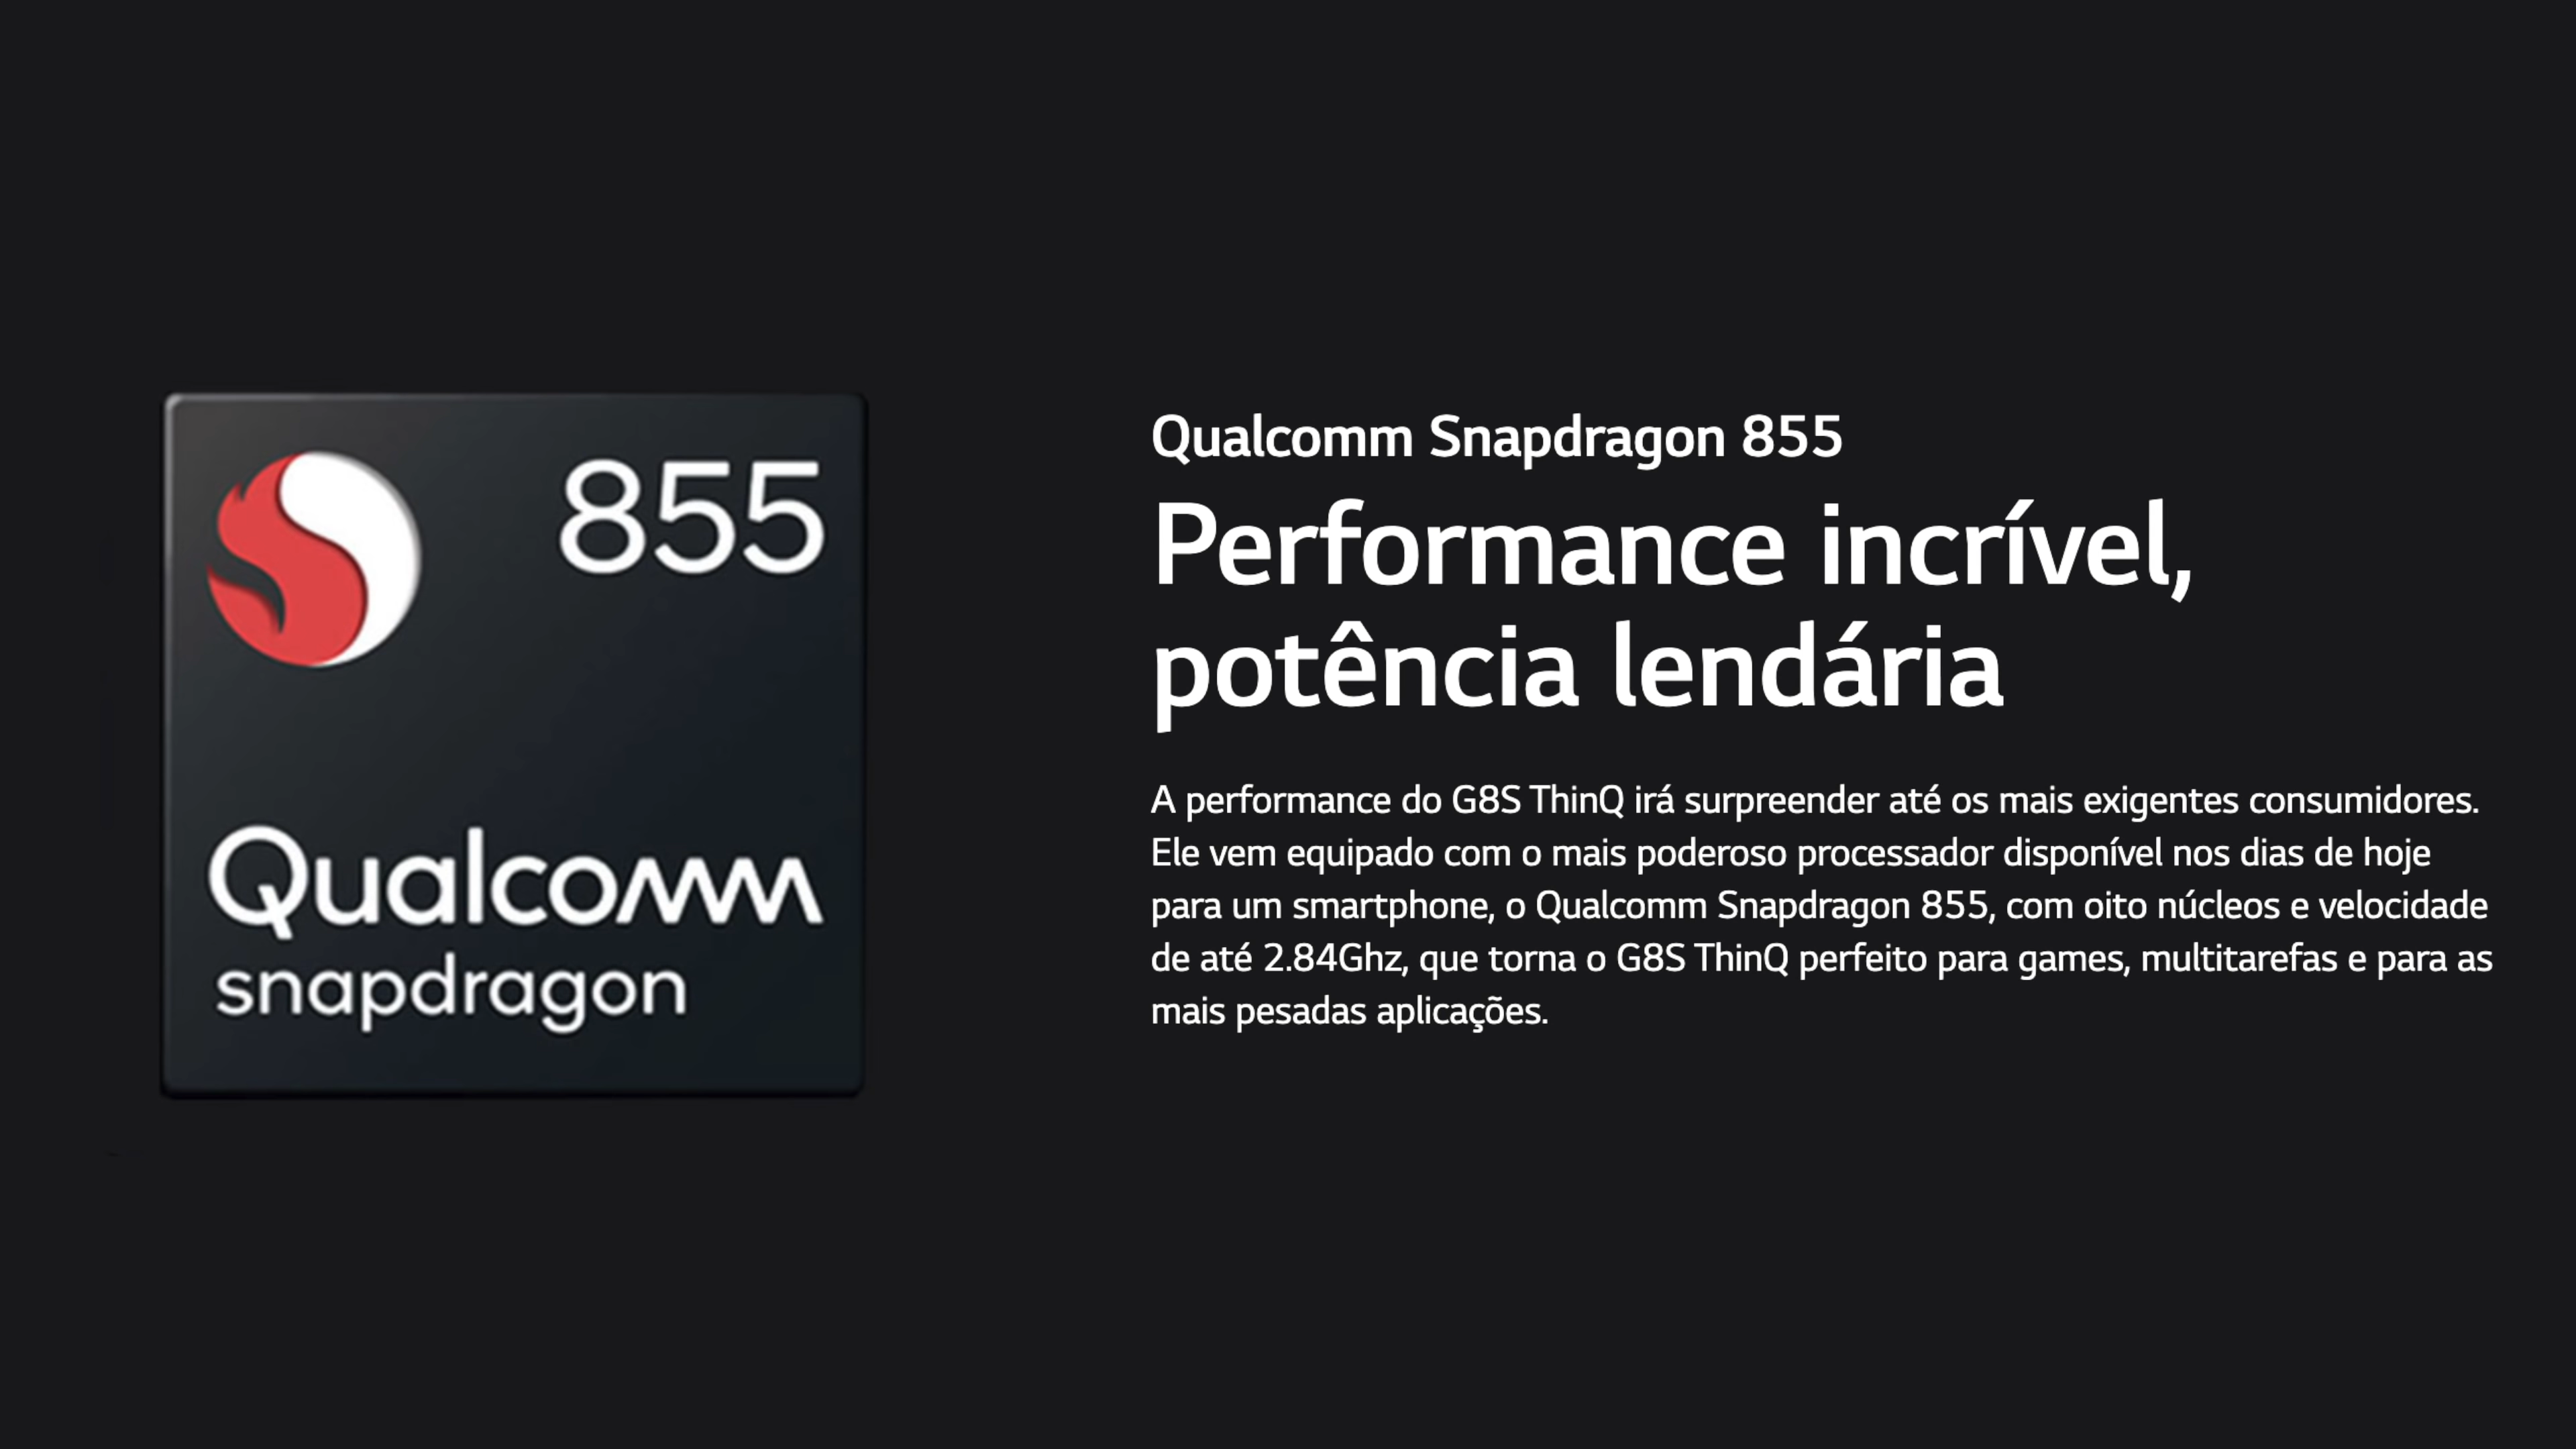 855
Qualcomm
snapdragon
Qualcomm Snapdragon 855
Performance incrível,
potência lendária
A performance do G8S ThinQ irá surpreender até os mais exigentes consumidores.
Ele vem equipado com o mais poderoso processador disponível nos dias de hoje
para um smartphone, o Qualcomm Snapdragon 855, com oito núcleos e velocidade
de até 2.84Ghz, que torna o G8S ThinQ perfeito para games, multitarefas e para as
mais pesadas aplicações.